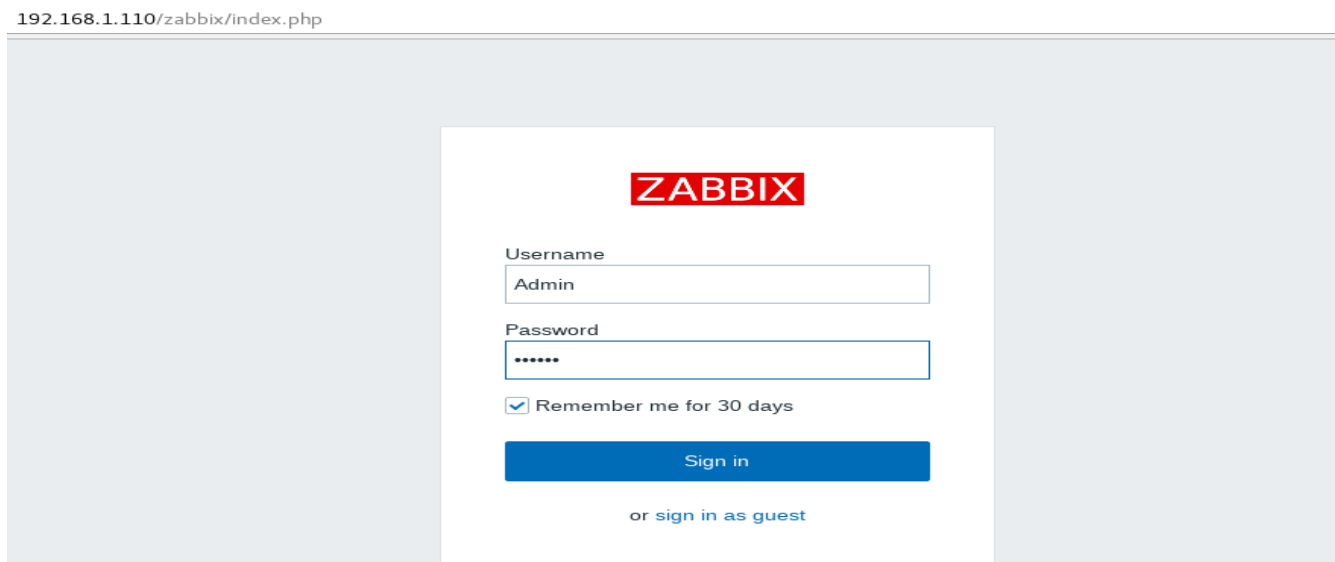 192.168.1.110/zabbix/index.php
ZABBIX
Username
Admin
Password
••••••
Remember me for 30 days
Sign in
or sign in as guest